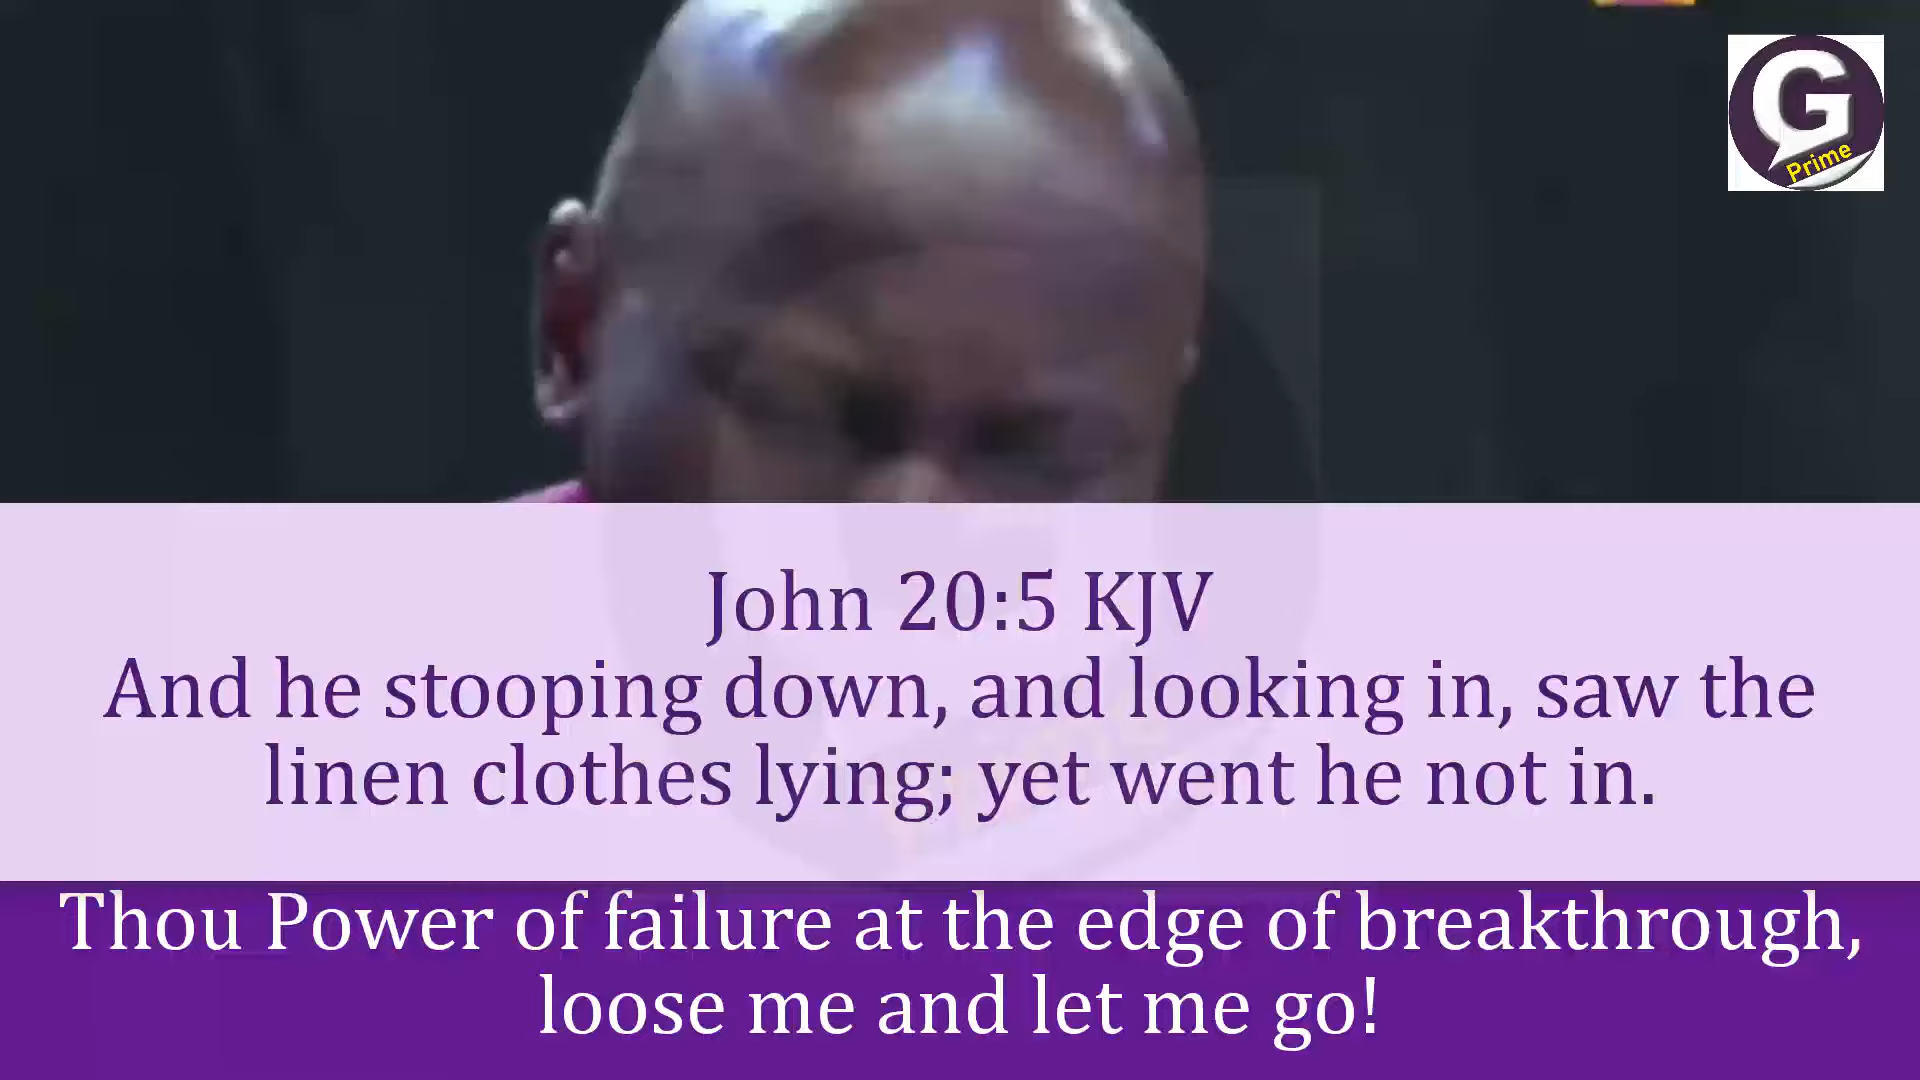 G
Prime
John 20:5 KJV
And he stooping down, and looking in, saw the
linen clothes lying; yet went he not in.
Thou Power of failure at the edge of breakthrough,
loose me and let me go!